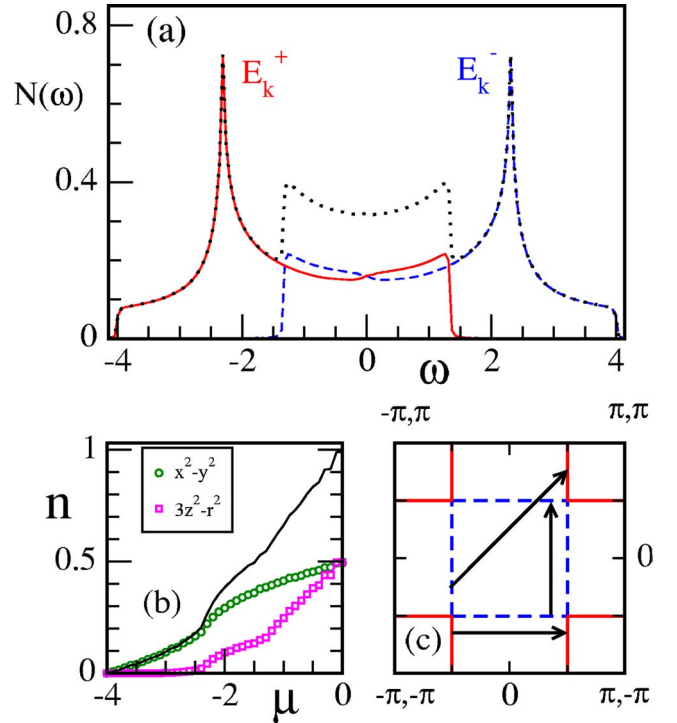 0.8
(a)
E_k^+
E_k^-
N(ω)
0.4
0
-4 -2 0 2 4
ω
-π,π π,π
1
x²-y²
3z²-r²
n
0.5
0
(b)
(c)
0
-4 -2 0
μ
-π,-π 0 π,-π